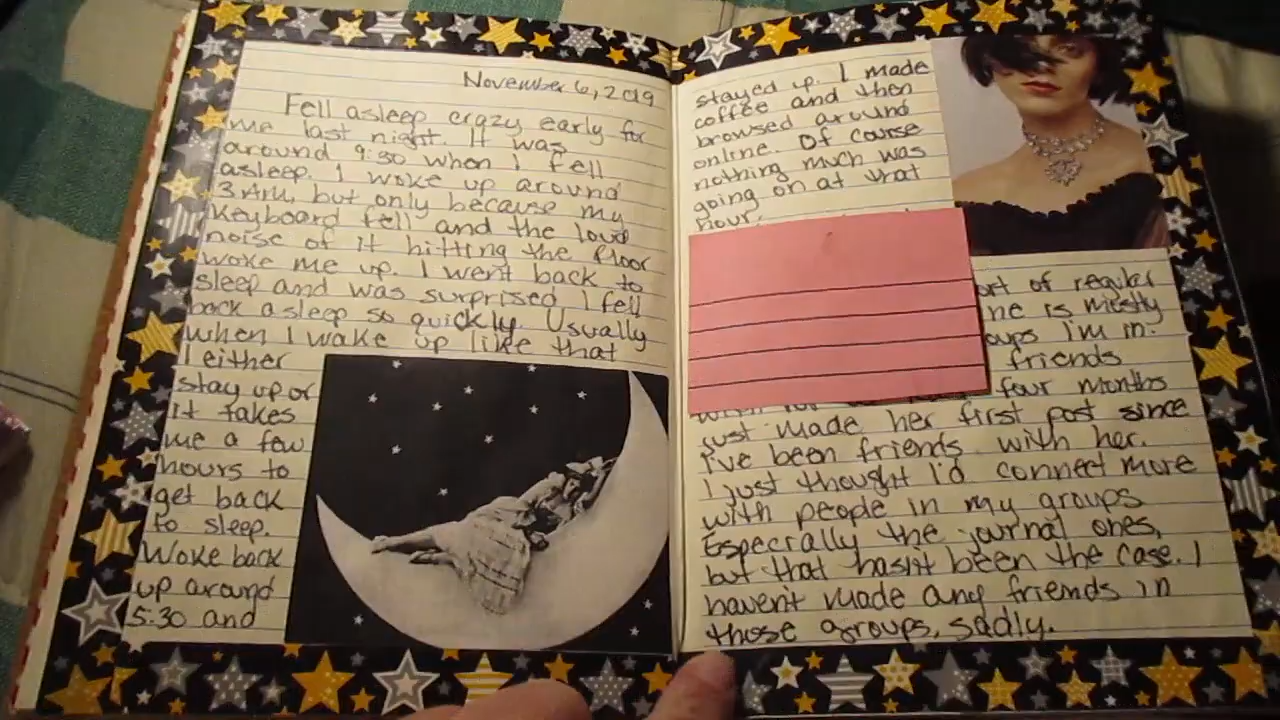 November 6, 2019
Fell asleep crazy early for
me last night. It was
around 9:30 when I fell
asleep. I woke up around
3 AM, but only because my
keyboard fell and the loud
noise of it hitting the floor
woke me up. I went back to
sleep and was surprised I fell
back asleep so quickly. Usually
when I wake up like that
I either
stay up or
it takes
me a few
hours to
get back
to sleep.
Woke back
up around
5:30 and
stayed up. I made
coffee and then
browsed around
online. Of course
nothing much was
going on at that
hour.
ort of regular
ne is mostly
oups I'm in.
friends
four months
just made her first post since
I've been friends with her.
I just thought I'd connect more
with people in my groups
Especially the journal ones,
but that hasn't been the case. I
haven't made any friends in
those groups, sadly.